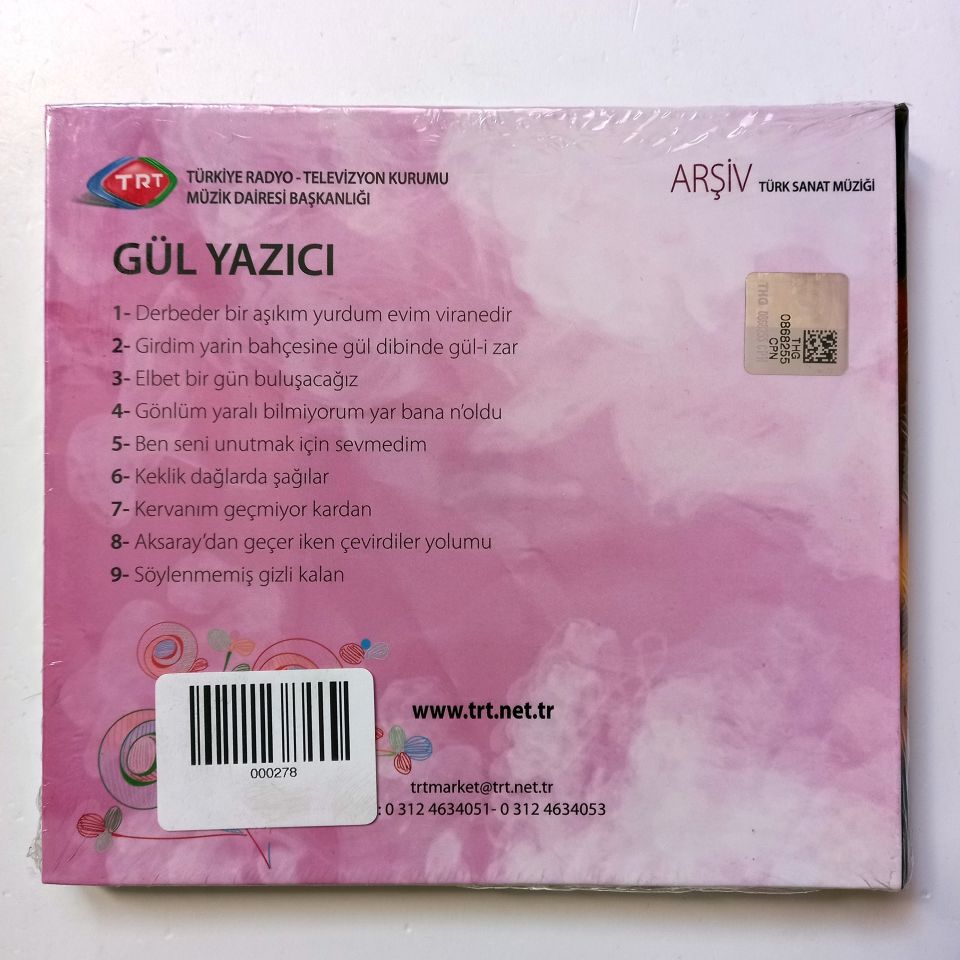 TRT
TÜRKİYE RADYO - TELEVİZYON KURUMU
MÜZİK DAİRESİ BAŞKANLIĞI
ARŞİV TÜRK SANAT MÜZİĞİ
GÜL YAZICI
1- Derbeder bir aşıkım yurdum evim viranedir
2- Girdim yarin bahçesine gül dibinde gül-i zar
3- Elbet bir gün buluşacağız
4- Gönlüm yaralı bilmiyorum yar bana n'oldu
5- Ben seni unutmak için sevmedim
6- Keklik dağlarda şağılar
7- Kervanım geçmiyor kardan
8- Aksaray'dan geçer iken çevirdiler yolumu
9- Söylenmemiş gizli kalan
THG
0868255
CPN
www.trt.net.tr
000278
trtmarket@trt.net.tr
: 0 312 4634051- 0 312 4634053